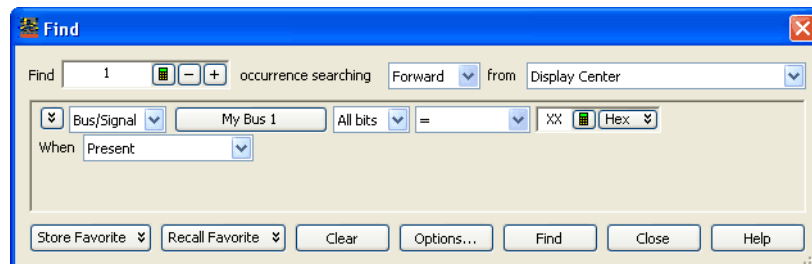 Find
Find 1 - + occurrence searching Forward from Display Center
Bus/Signal My Bus 1 All bits = XX Hex
When Present
Store Favorite Recall Favorite Clear Options... Find Close Help